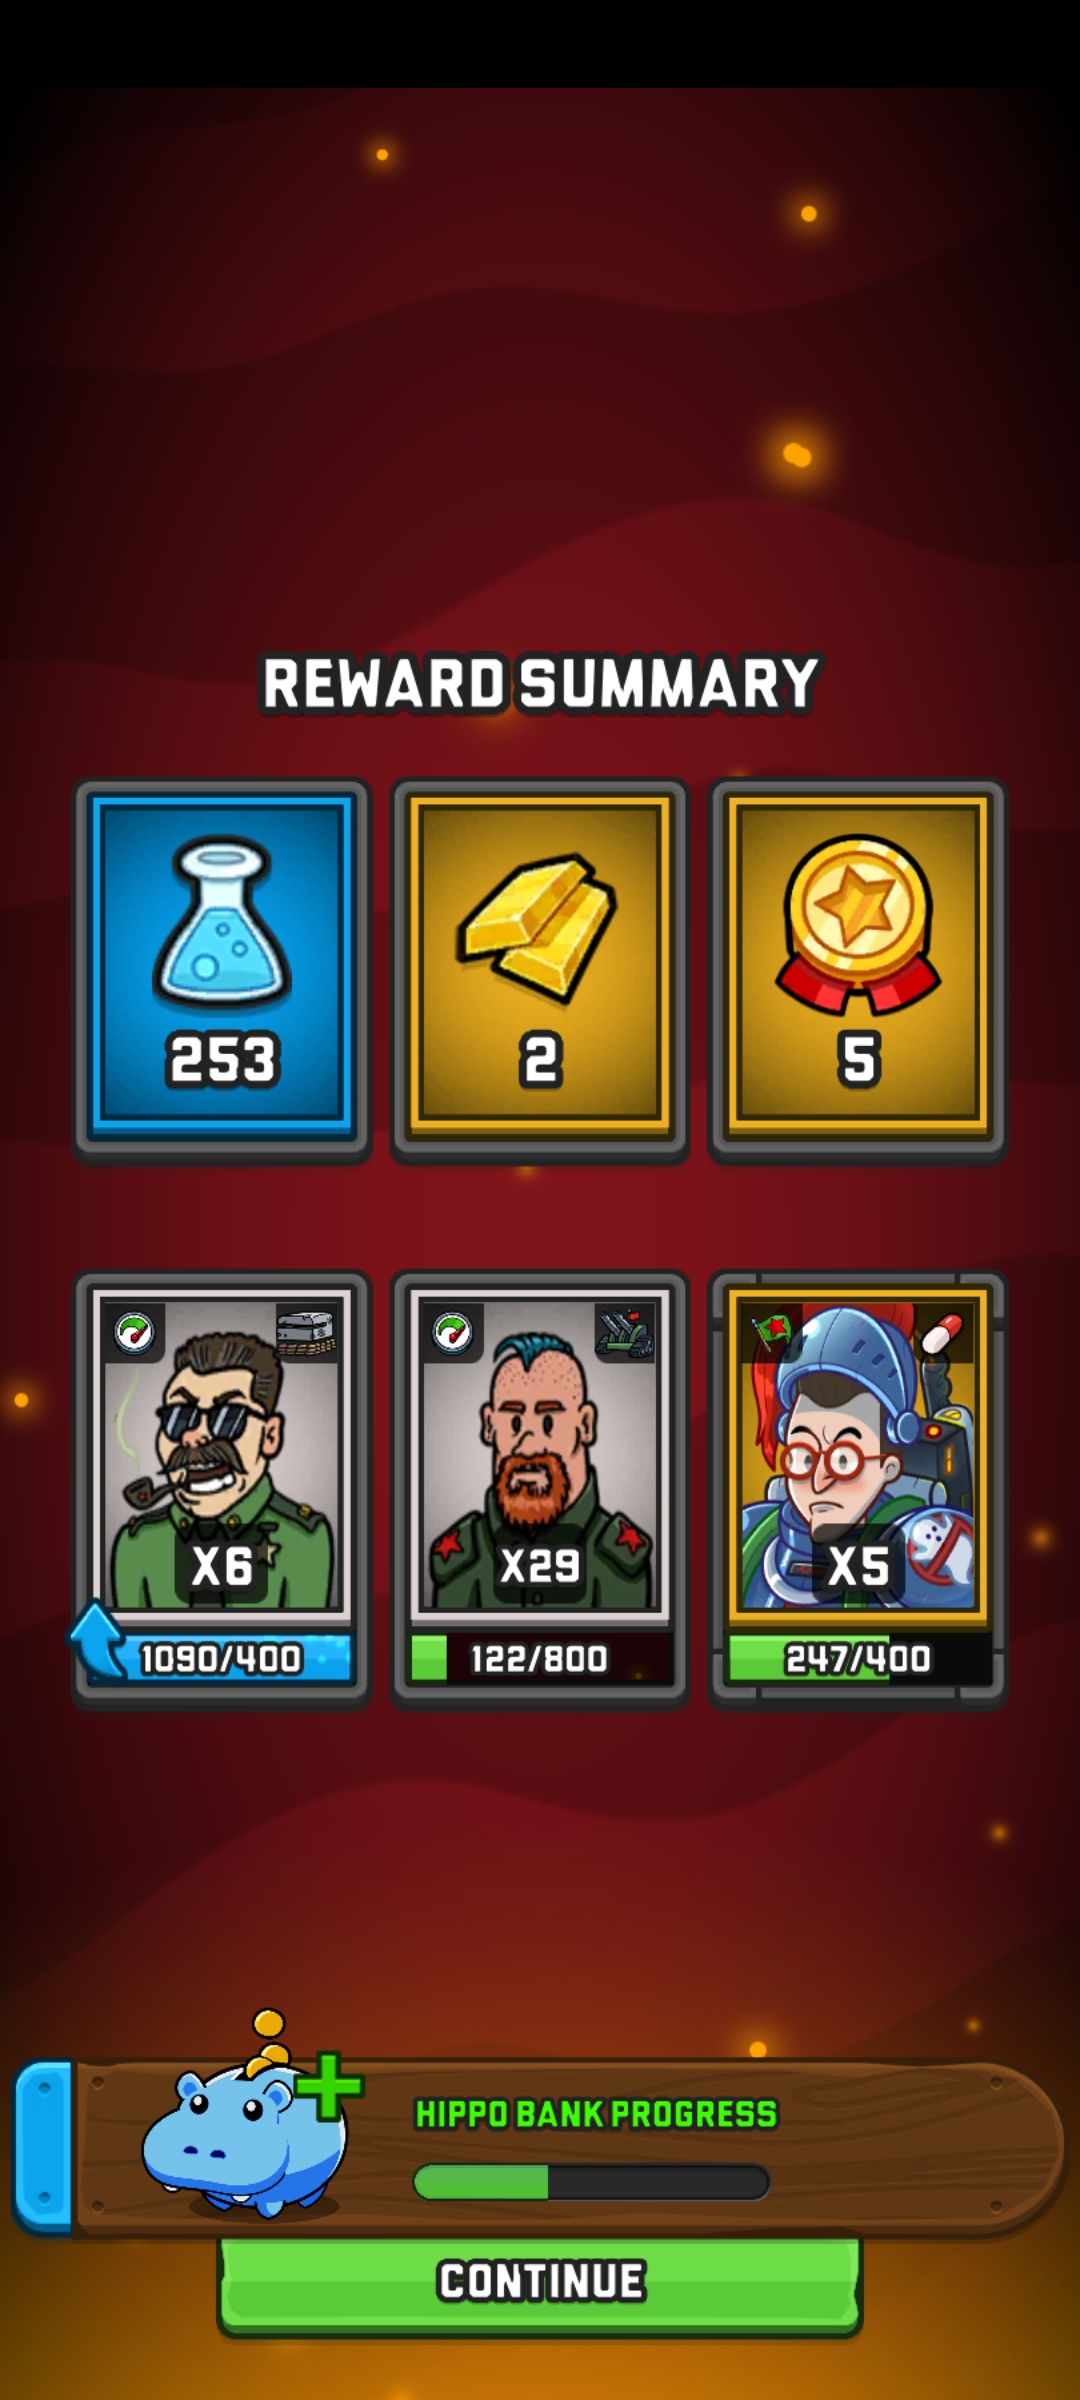 REWARD SUMMARY
253
2
5
X6
X29
X5
1090/400
122/800
247/400
HIPPO BANK PROGRESS
CONTINUE